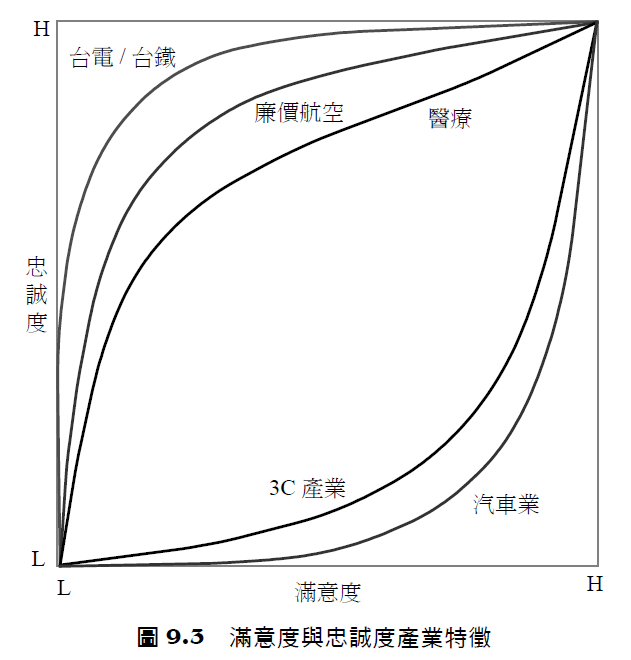 H
台電 / 台鐵
廉價航空
醫療
忠誠度
3C 產業
汽車業
L
L
滿意度
H
圖 9.3 滿意度與忠誠度產業特徵